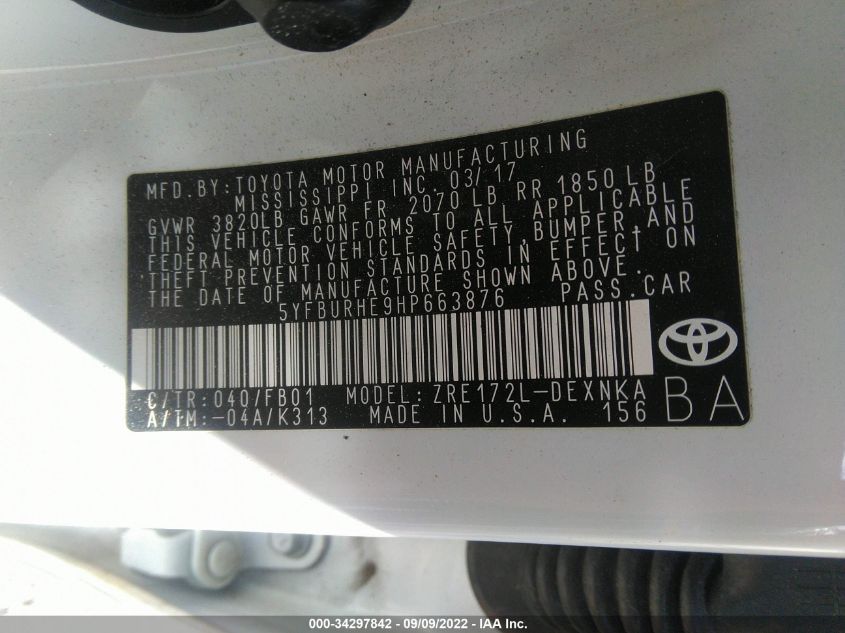 MFD.BY:TOYOTA MOTOR MANUFACTURING
MISSISSIPPI INC. 03/17
GVWR 3820LB GAWR FR 2070 LB RR 1850 LB
THIS VEHICLE CONFORMS TO ALL APPLICABLE
FEDERAL MOTOR VEHICLE SAFETY,BUMPER,AND
THEFT PREVENTION STANDARDS IN EFFECT ON
THE DATE OF MANUFACTURE SHOWN ABOVE.
5YFBURHE9HP663876 PASS.CAR
C/TR:040/FB01 MODEL:ZRE172L-DEXNKA
A/TM:-04A/K313 MADE IN U.S.A. 156
BA
000-34297842 - 09/09/2022 - IAA Inc.